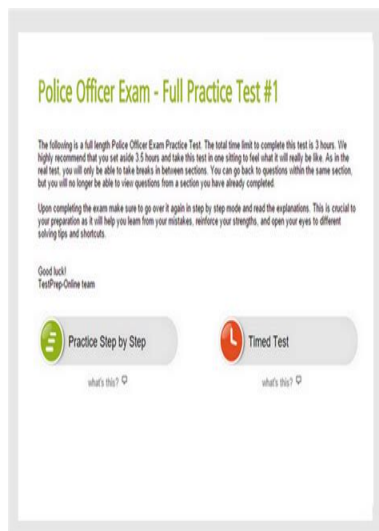 Police Officer Exam - Full Practice Test #1
The following is a full length Police Officer Exam Practice Test. The total time limit to complete this test is 3 hours. We
highly recommend that you set aside 3.5 hours and take this test in one sitting to feel what it will really be like. As in the
real test, you will only be able to take breaks in between sections. You can go back to questions within the same section,
but you will no longer be able to view questions from a section you have already completed.
Upon completing the exam make sure to go over it again in step by step mode and read the explanations. This is crucial to
your preparation as it will help you learn from your mistakes, reinforce your strengths, and open your eyes to different
solving tips and shortcuts.
Good luck!
TestPrep-Online team
Practice Step by Step
Timed Test
what's this?
what's this?